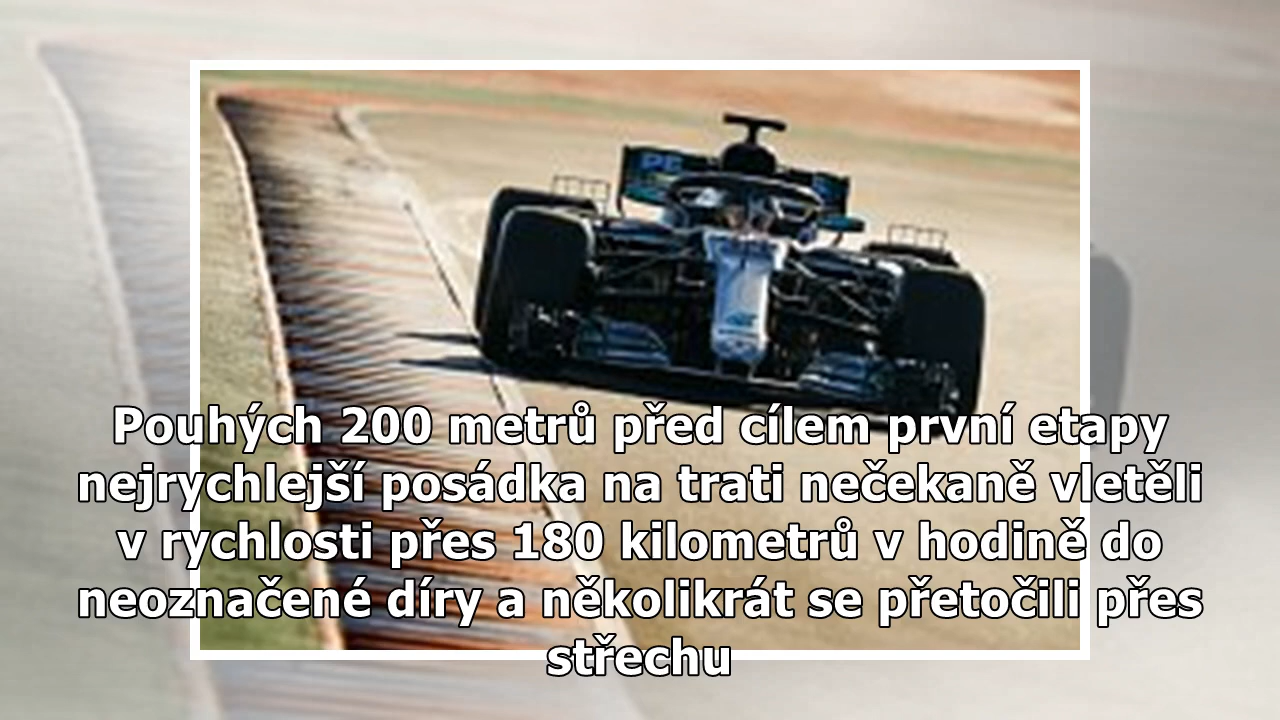 Pouhých 200 metrů před cílem první etapy
nejrychlejší posádka na trati nečekaně vletěli
v rychlosti přes 180 kilometrů v hodině do
neoznačené díry a několikrát se přetočili přes
střechu